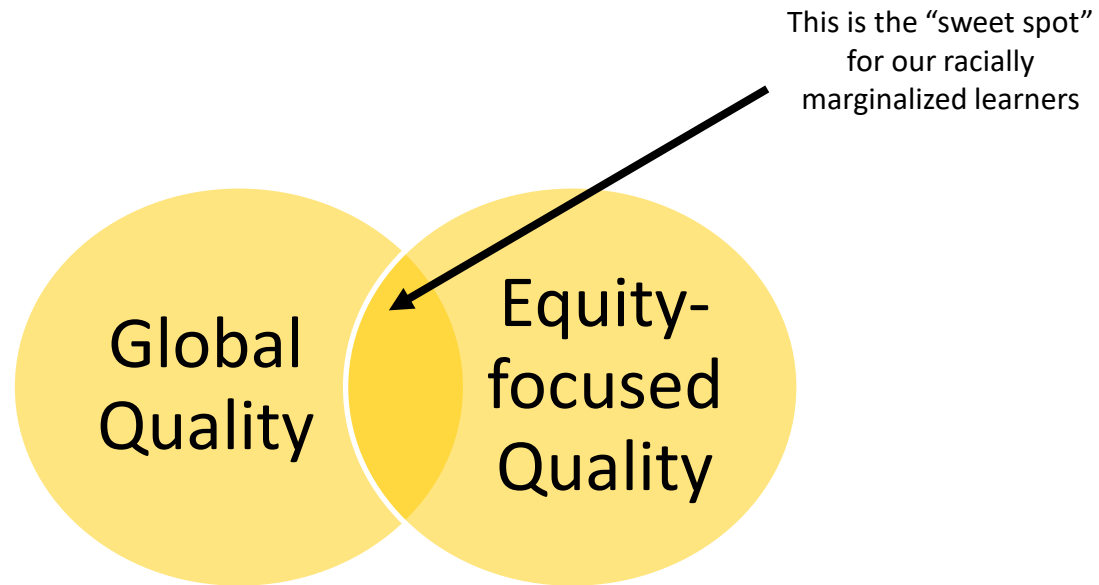 This is the “sweet spot”
for our racially
marginalized learners
Global
Quality
Equity-
focused
Quality